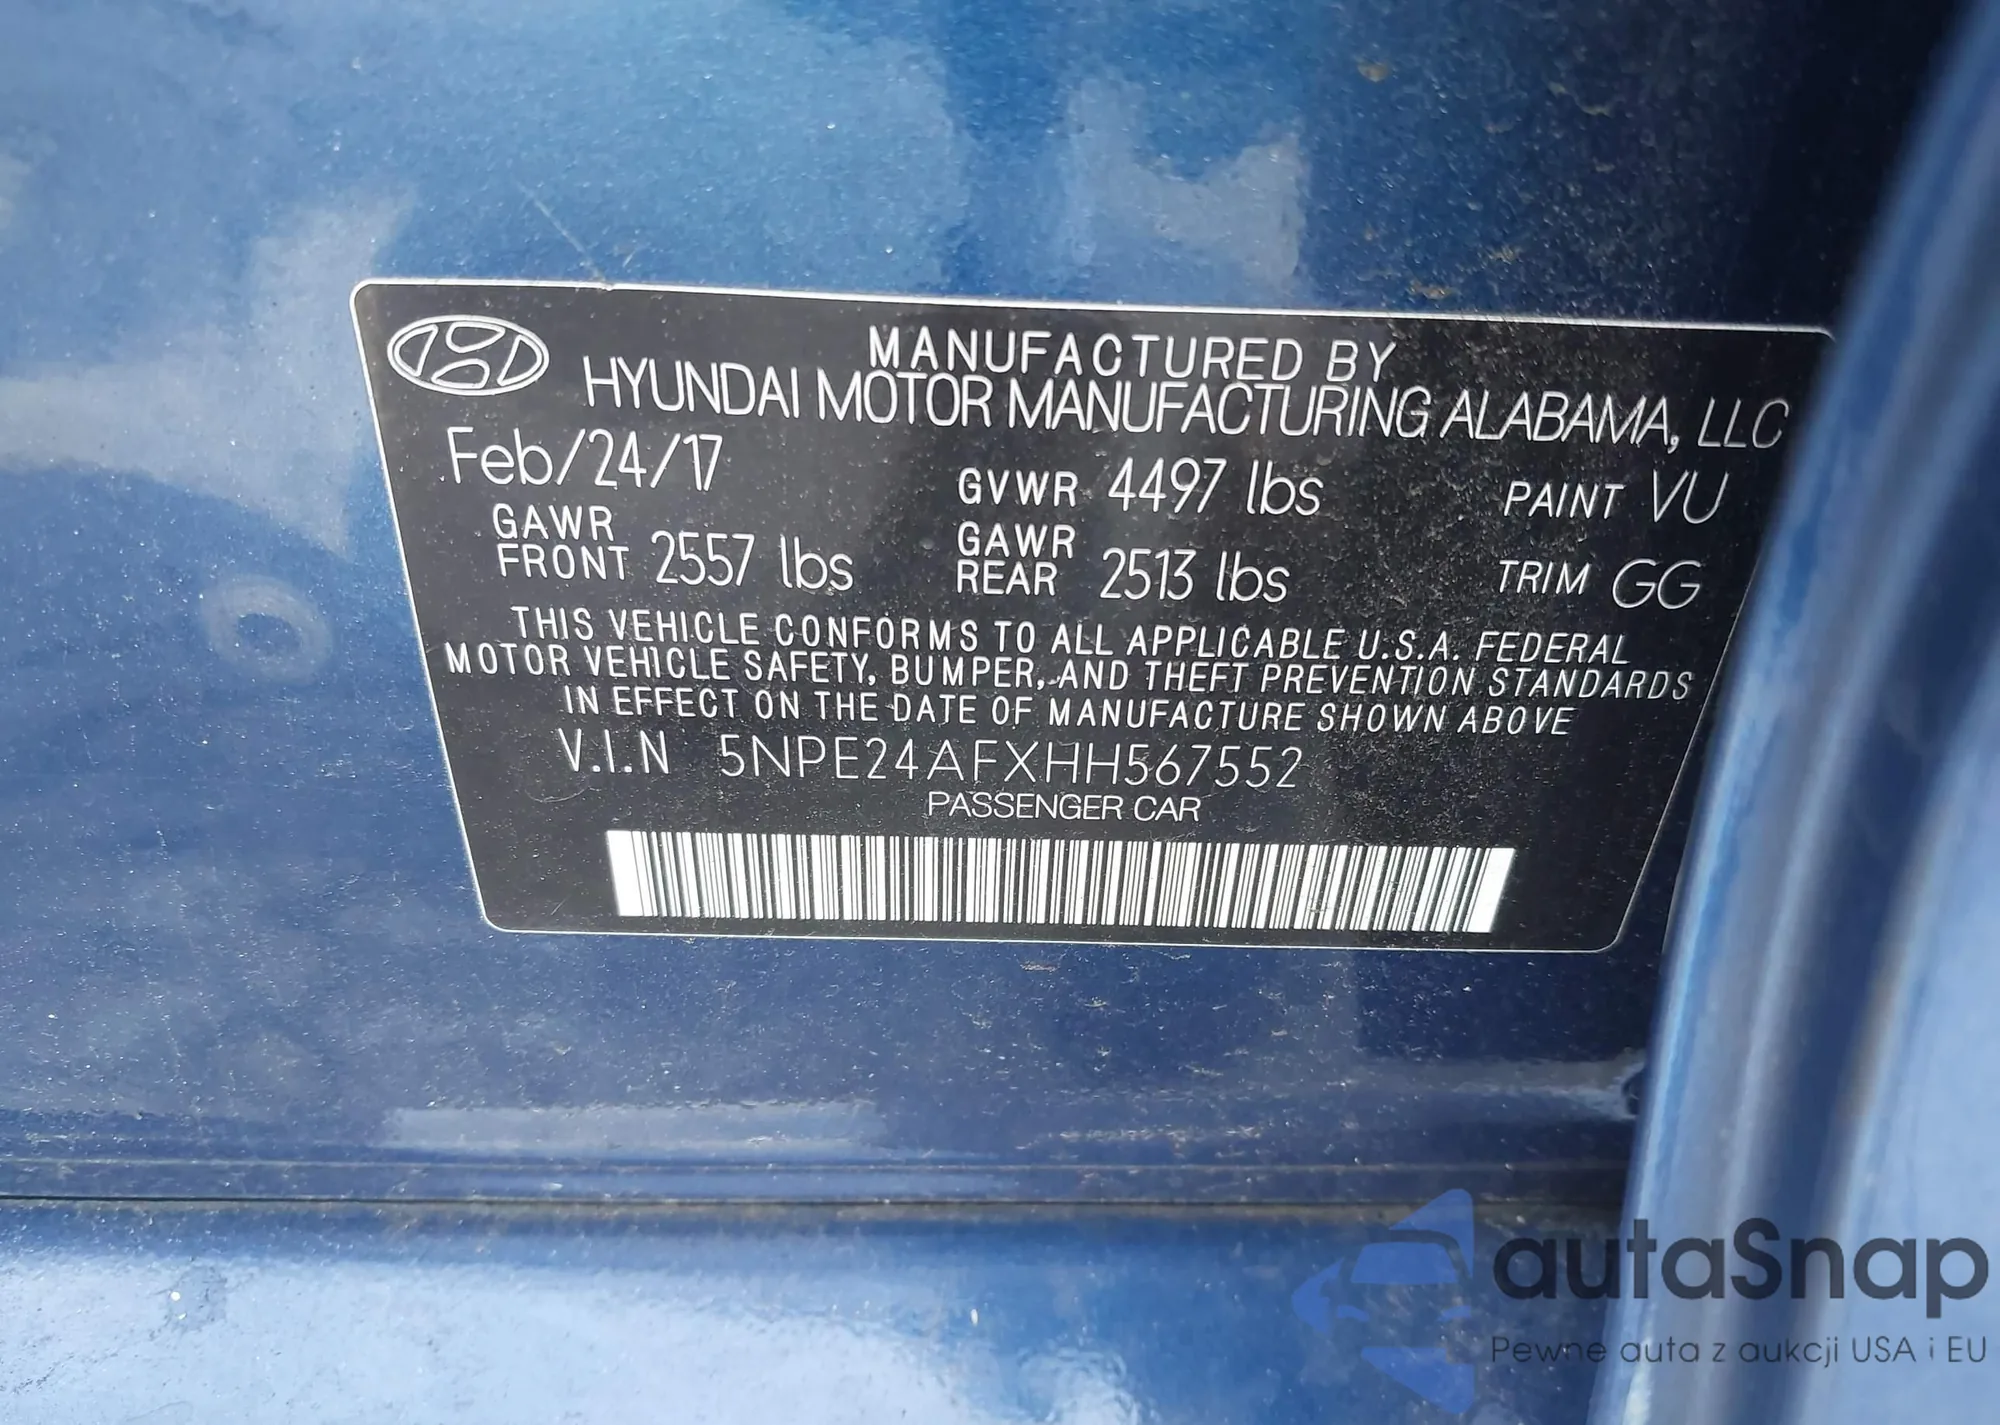 MANUFACTURED BY
HYUNDAI MOTOR MANUFACTURING ALABAMA, LLC
Feb/24/17
GVWR 4497 lbs
PAINT VU
GAWR
FRONT 2557 lbs
GAWR
REAR 2513 lbs
TRIM GG
THIS VEHICLE CONFORMS TO ALL APPLICABLE U.S.A. FEDERAL
MOTOR VEHICLE SAFETY, BUMPER, AND THEFT PREVENTION STANDARDS
IN EFFECT ON THE DATE OF MANUFACTURE SHOWN ABOVE
V.I.N 5NPE24AFXHH567552
PASSENGER CAR
autaSnap
Pewne auta z aukcji USA i EU